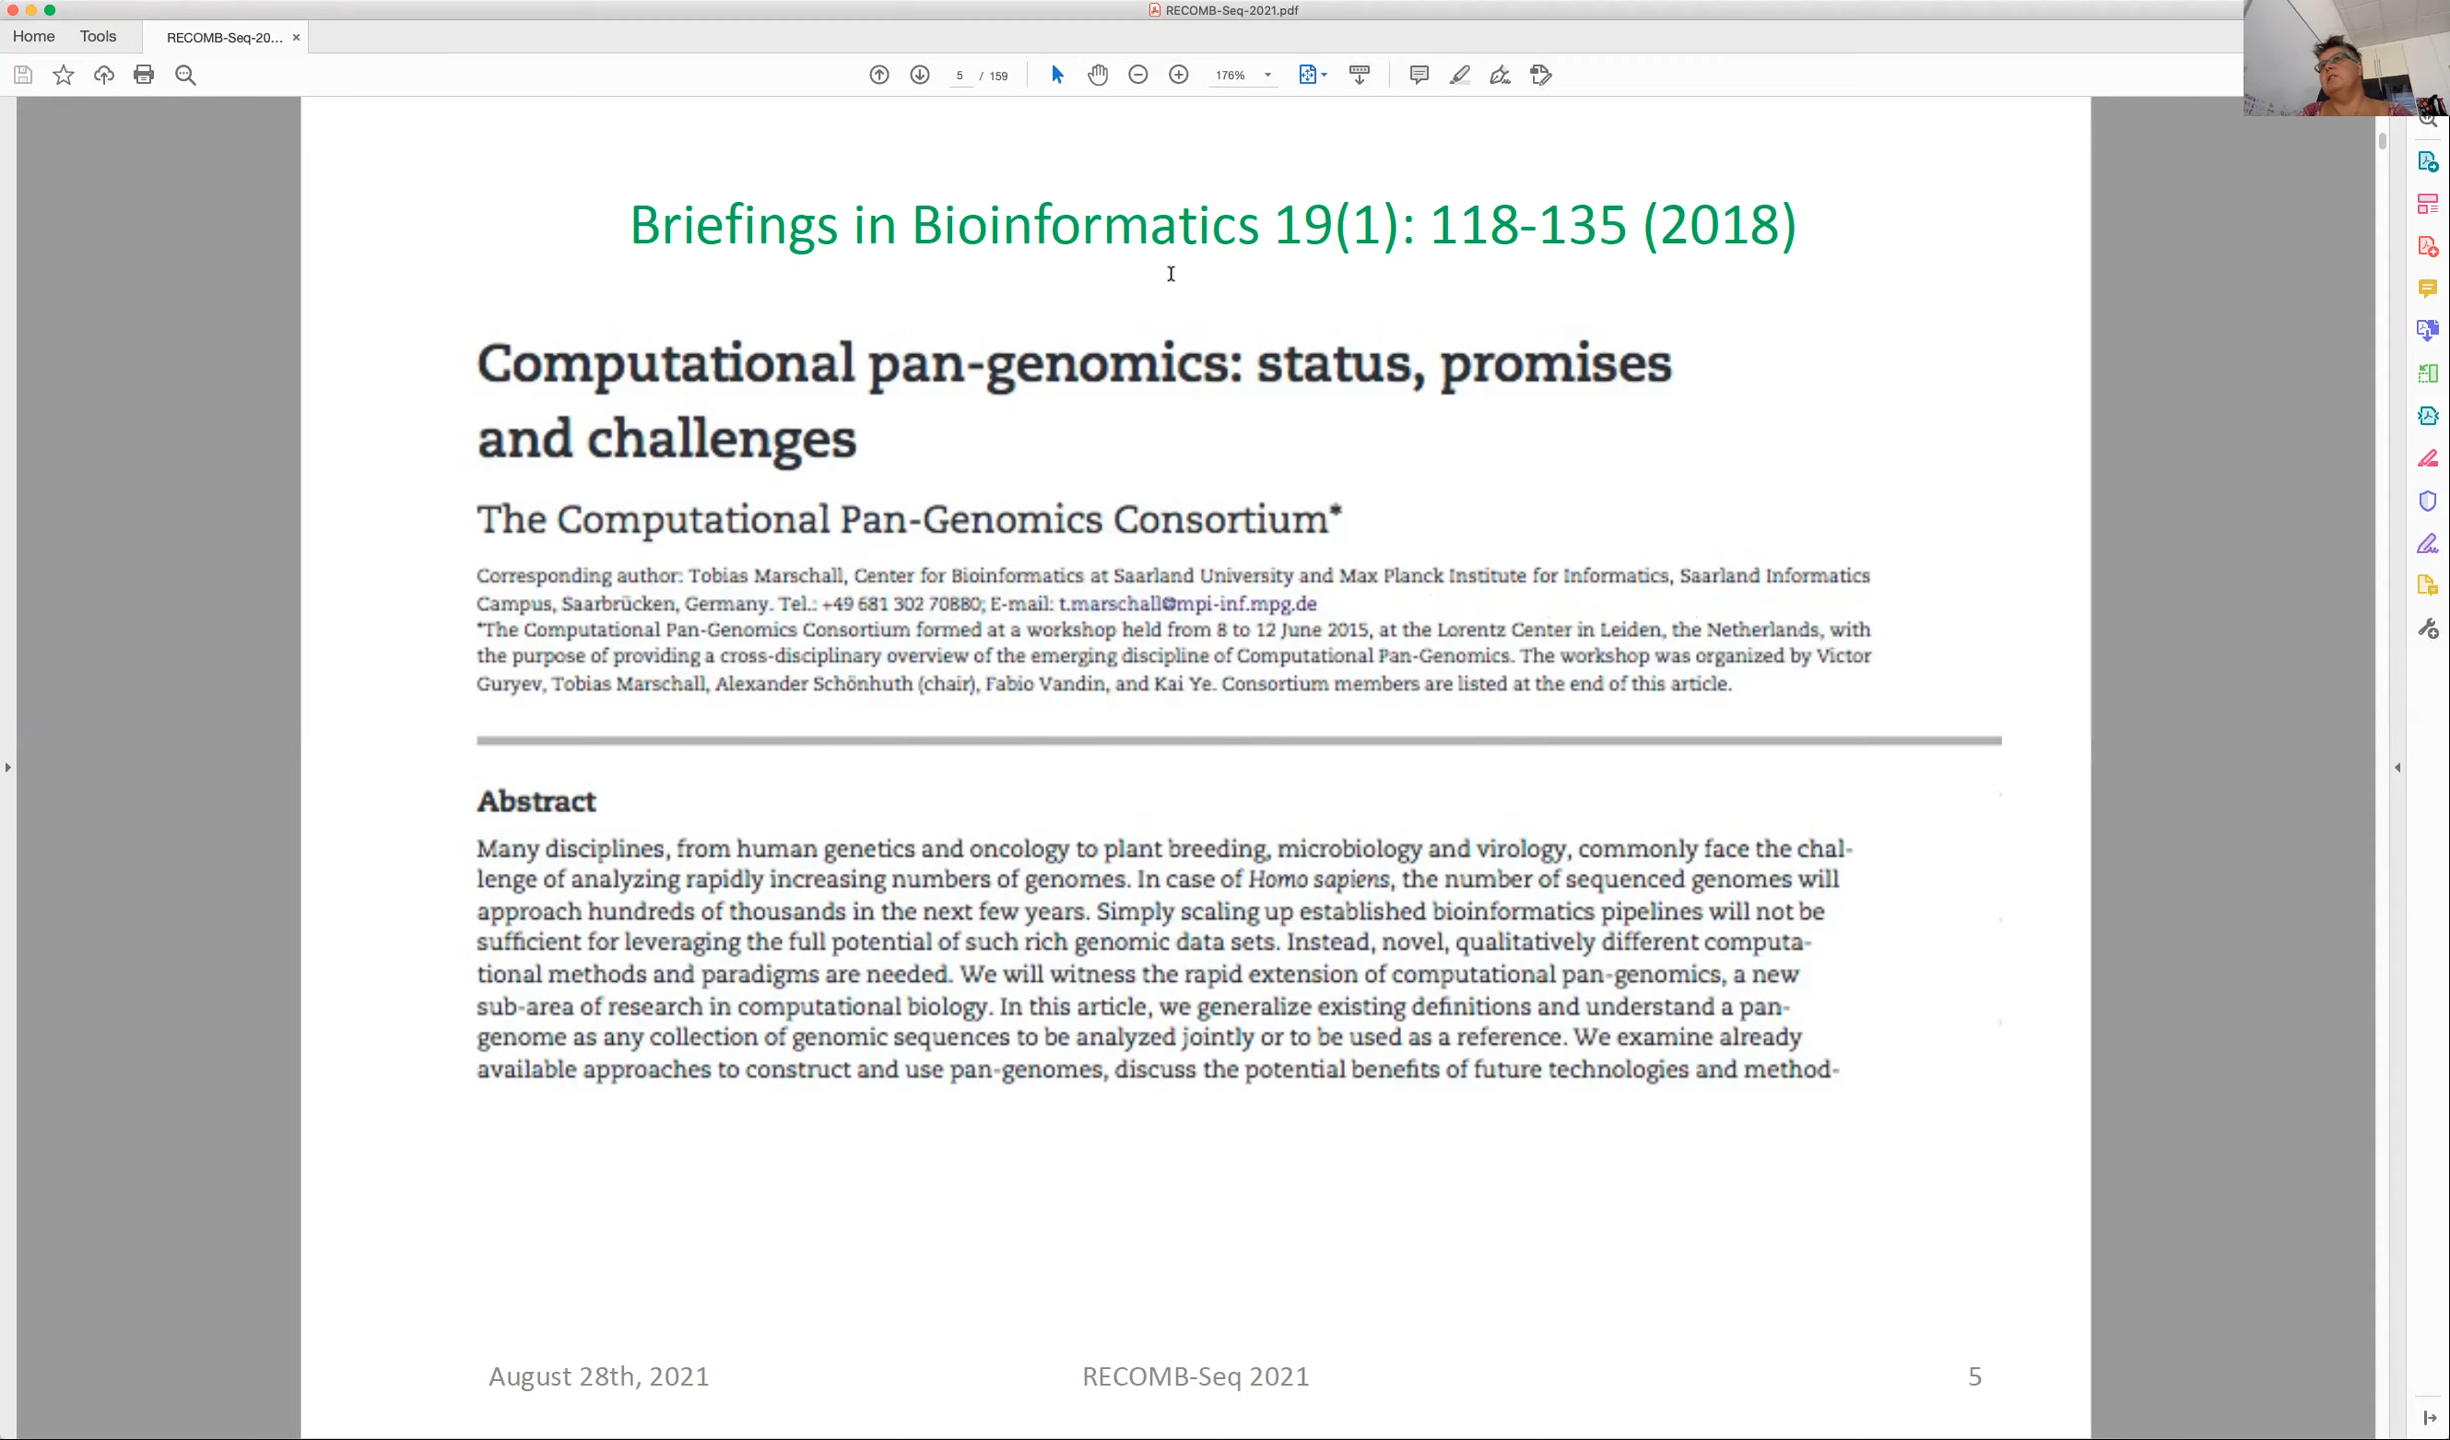 RECOMB-Seq-2021.pdf
Home Tools RECOMB-Seq-20... ×
5 / 159 176%
Briefings in Bioinformatics 19(1): 118-135 (2018)
Computational pan-genomics: status, promises
and challenges
The Computational Pan-Genomics Consortium*
Corresponding author: Tobias Marschall, Center for Bioinformatics at Saarland University and Max Planck Institute for Informatics, Saarland Informatics
Campus, Saarbrücken, Germany. Tel.: +49 681 302 70880; E-mail: t.marschall@mpi-inf.mpg.de
*The Computational Pan-Genomics Consortium formed at a workshop held from 8 to 12 June 2015, at the Lorentz Center in Leiden, the Netherlands, with
the purpose of providing a cross-disciplinary overview of the emerging discipline of Computational Pan-Genomics. The workshop was organized by Victor
Guryev, Tobias Marschall, Alexander Schönhuth (chair), Fabio Vandin, and Kai Ye. Consortium members are listed at the end of this article.
Abstract
Many disciplines, from human genetics and oncology to plant breeding, microbiology and virology, commonly face the chal-
lenge of analyzing rapidly increasing numbers of genomes. In case of Homo sapiens, the number of sequenced genomes will
approach hundreds of thousands in the next few years. Simply scaling up established bioinformatics pipelines will not be
sufficient for leveraging the full potential of such rich genomic data sets. Instead, novel, qualitatively different computa-
tional methods and paradigms are needed. We will witness the rapid extension of computational pan-genomics, a new
sub-area of research in computational biology. In this article, we generalize existing definitions and understand a pan-
genome as any collection of genomic sequences to be analyzed jointly or to be used as a reference. We examine already
available approaches to construct and use pan-genomes, discuss the potential benefits of future technologies and method-
August 28th, 2021 RECOMB-Seq 2021 5